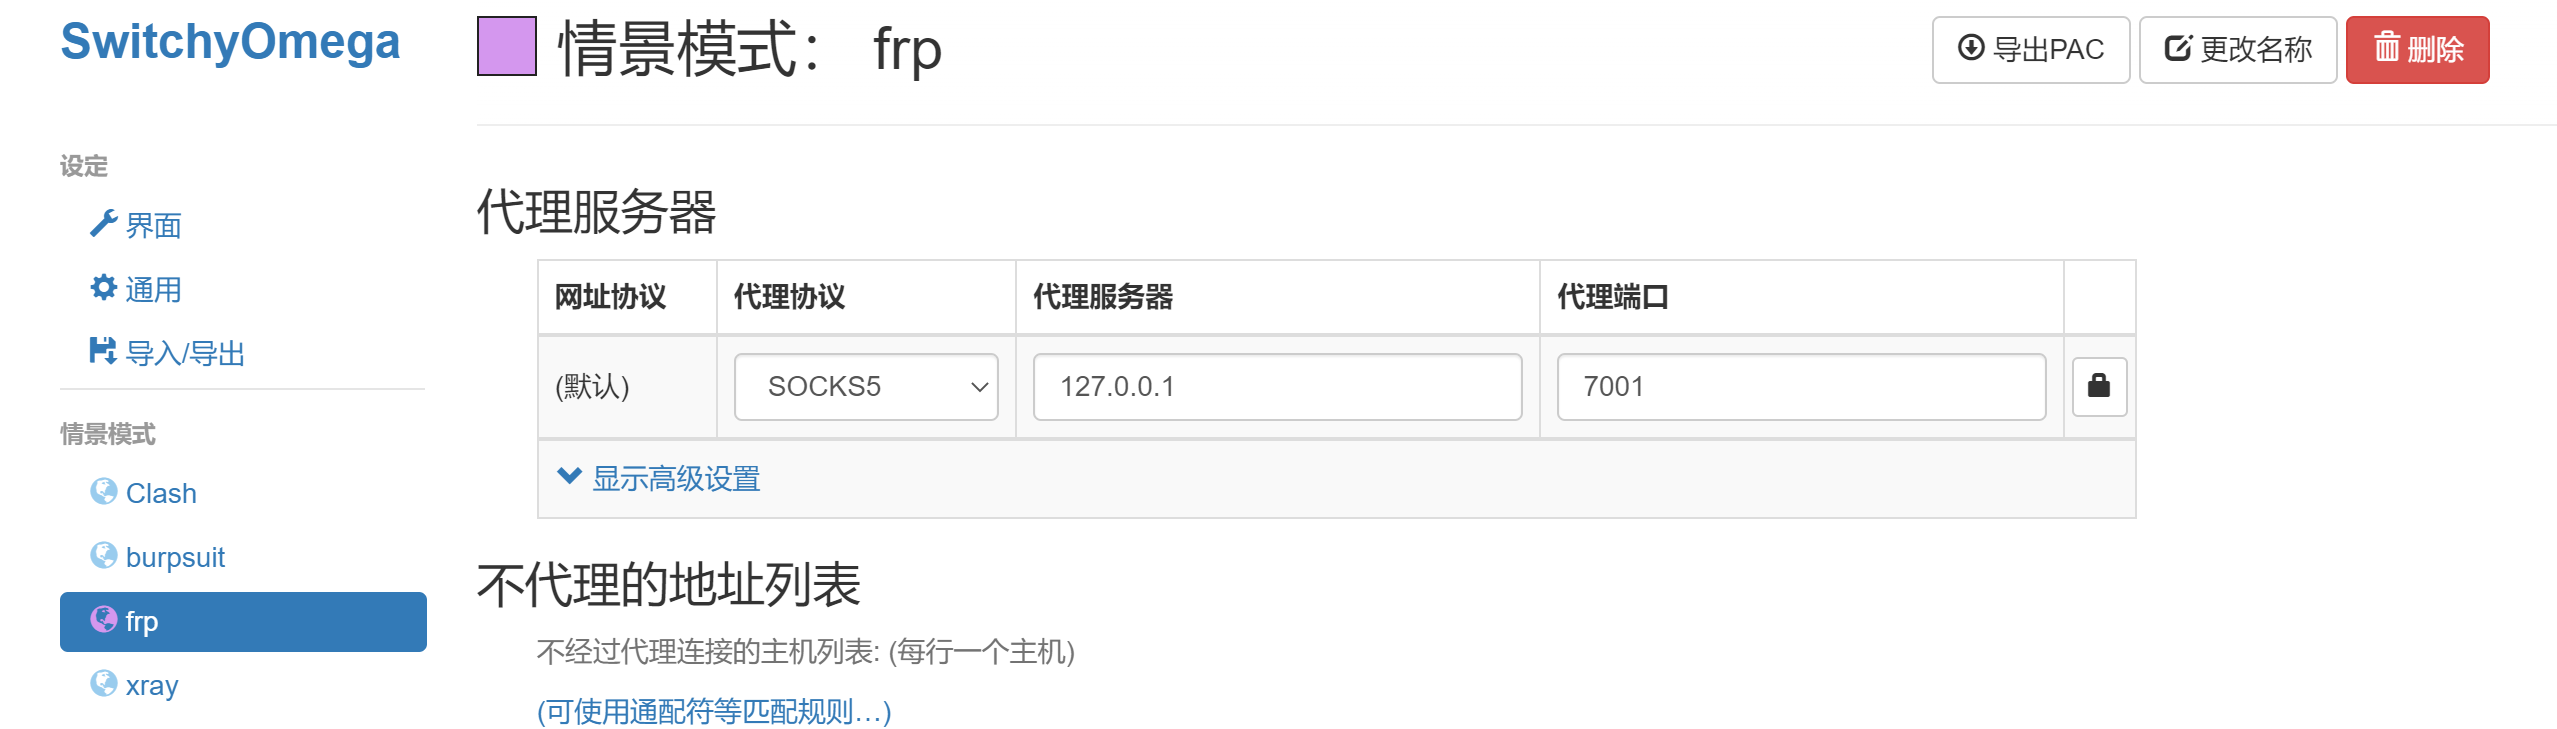 SwitchyOmega
设定
界面
通用
导入/导出
情景模式
Clash
burpsuit
frp
xray
情景模式： frp
导出PAC
更改名称
删除
代理服务器
网址协议 代理协议 代理服务器 代理端口
(默认) SOCKS5 127.0.0.1 7001
显示高级设置
不代理的地址列表
不经过代理连接的主机列表: (每行一个主机)
(可使用通配符等匹配规则…)